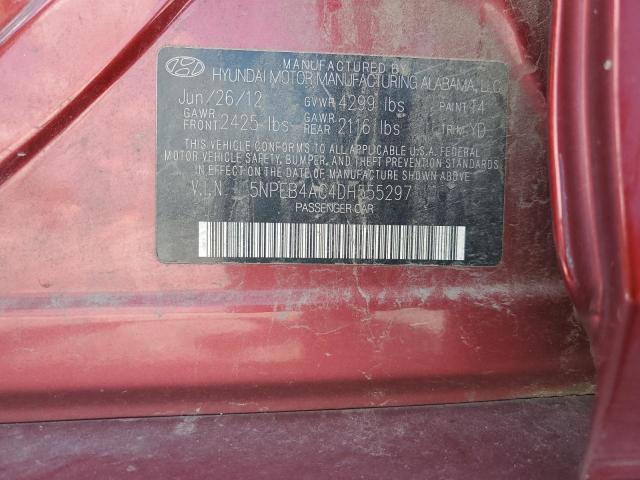 MANUFACTURED BY
HYUNDAI MOTOR MANUFACTURING ALABAMA, LLC
Jun/26/12 GVWR 4299 lbs PAINT T4
GAWR FRONT 2425 lbs GAWR REAR 2116 lbs TRIM YD
THIS VEHICLE CONFORMS TO ALL APPLICABLE U.S.A. FEDERAL
MOTOR VEHICLE SAFETY, BUMPER, AND THEFT PREVENTION STANDARDS
IN EFFECT ON THE DATE OF MANUFACTURE SHOWN ABOVE
V.I.N 5NPEB4AC4DH555297
PASSENGER CAR